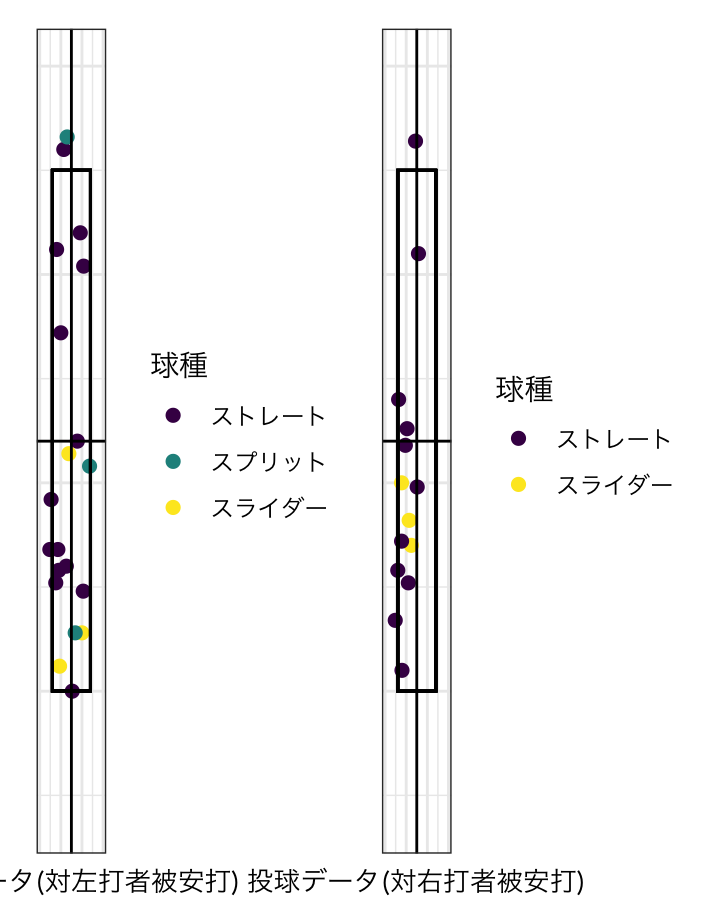 球種
ストレート
スプリット
スライダー
球種
ストレート
スライダー
ータ(対左打者被安打) 投球データ(対右打者被安打)